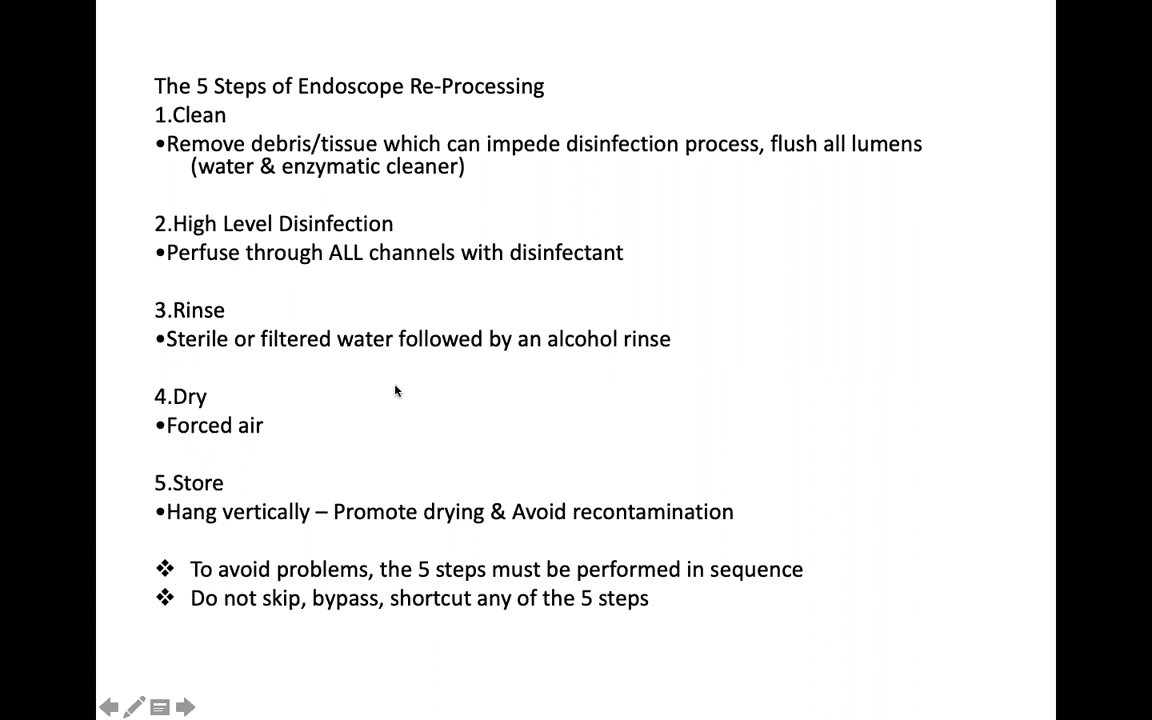 The 5 Steps of Endoscope Re-Processing
1.Clean
•Remove debris/tissue which can impede disinfection process, flush all lumens
(water & enzymatic cleaner)
2.High Level Disinfection
•Perfuse through ALL channels with disinfectant
3.Rinse
•Sterile or filtered water followed by an alcohol rinse
4.Dry
•Forced air
5.Store
•Hang vertically – Promote drying & Avoid recontamination
❖ To avoid problems, the 5 steps must be performed in sequence
❖ Do not skip, bypass, shortcut any of the 5 steps